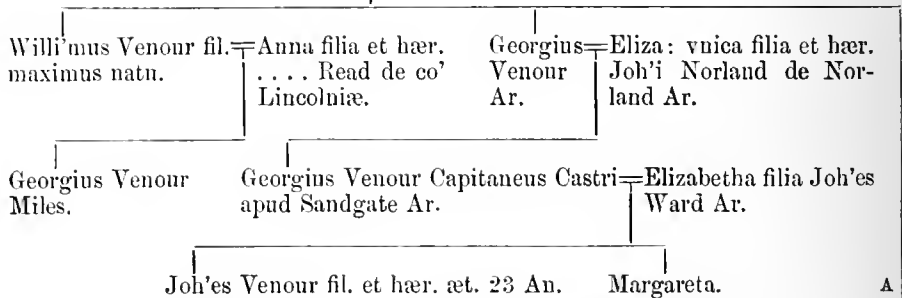 Willi'mus Venour fil.=Anna filia et hær. Georgius=Eliza: vnica filia et hær.
maximus natu. .... Read de co' Venour Joh'i Norland de Nor-
Lincolniæ. Ar. land Ar.
Georgius Venour Georgius Venour Capitaneus Castri=Elizabetha filia Joh'es
Miles. apud Sandgate Ar. Ward Ar.
Joh'es Venour fil. et hær. æt. 23 An. Margareta. A